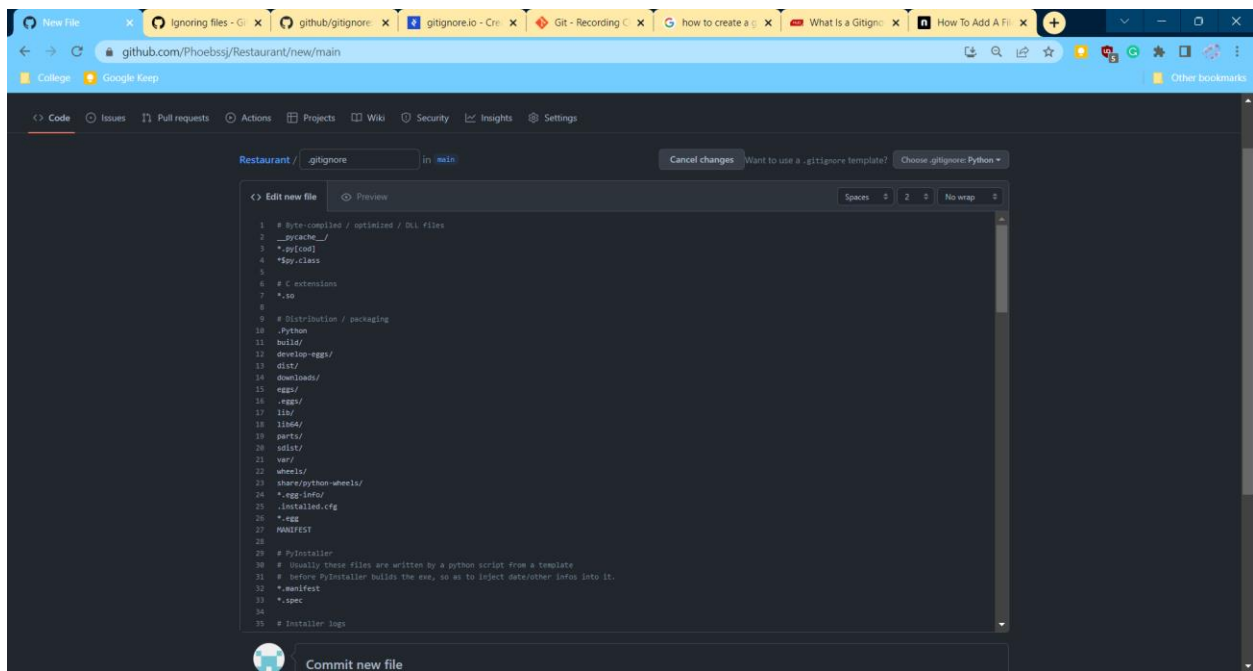 New File
Ignoring files - Gi
github/gitignore:
gitignore.io - Cre
Git - Recording C
how to create a g
What Is a Gitigno
How To Add A Fil
github.com/Phoebssj/Restaurant/new/main
College
Google Keep
Other bookmarks
<> Code
Issues
Pull requests
Actions
Projects
Wiki
Security
Insights
Settings
Restaurant / .gitignore in main
Cancel changes
Want to use a .gitignore template?
Choose .gitignore: Python
<> Edit new file
Preview
Spaces
2
No wrap
1 # Byte-compiled / optimized / DLL files
2 __pycache__/
3 *.py[cod]
4 *$py.class
5
6 # C extensions
7 *.so
8
9 # Distribution / packaging
10 .Python
11 build/
12 develop-eggs/
13 dist/
14 downloads/
15 eggs/
16 .eggs/
17 lib/
18 lib64/
19 parts/
20 sdist/
21 var/
22 wheels/
23 share/python-wheels/
24 *.egg-info/
25 .installed.cfg
26 *.egg
27 MANIFEST
28
29 # PyInstaller
30 #  Usually these files are written by a python script from a template
31 #  before PyInstaller builds the exe, so as to inject date/other infos into it.
32 *.manifest
33 *.spec
34
35 # Installer logs
Commit new file